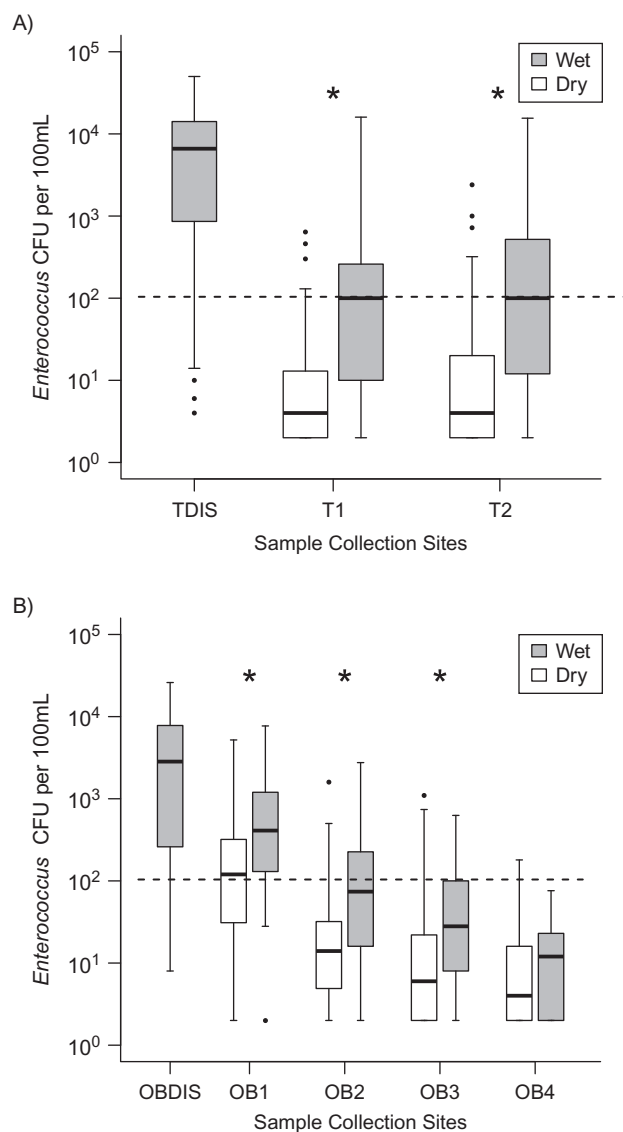 A)
Enterococcus CFU per 100mL
10^5
10^4
10^3
10^2
10^1
10^0
Wet
Dry
*
*
TDIS
T1
T2
Sample Collection Sites
B)
Enterococcus CFU per 100mL
10^5
10^4
10^3
10^2
10^1
10^0
Wet
Dry
*
*
*
OBDIS
OB1
OB2
OB3
OB4
Sample Collection Sites